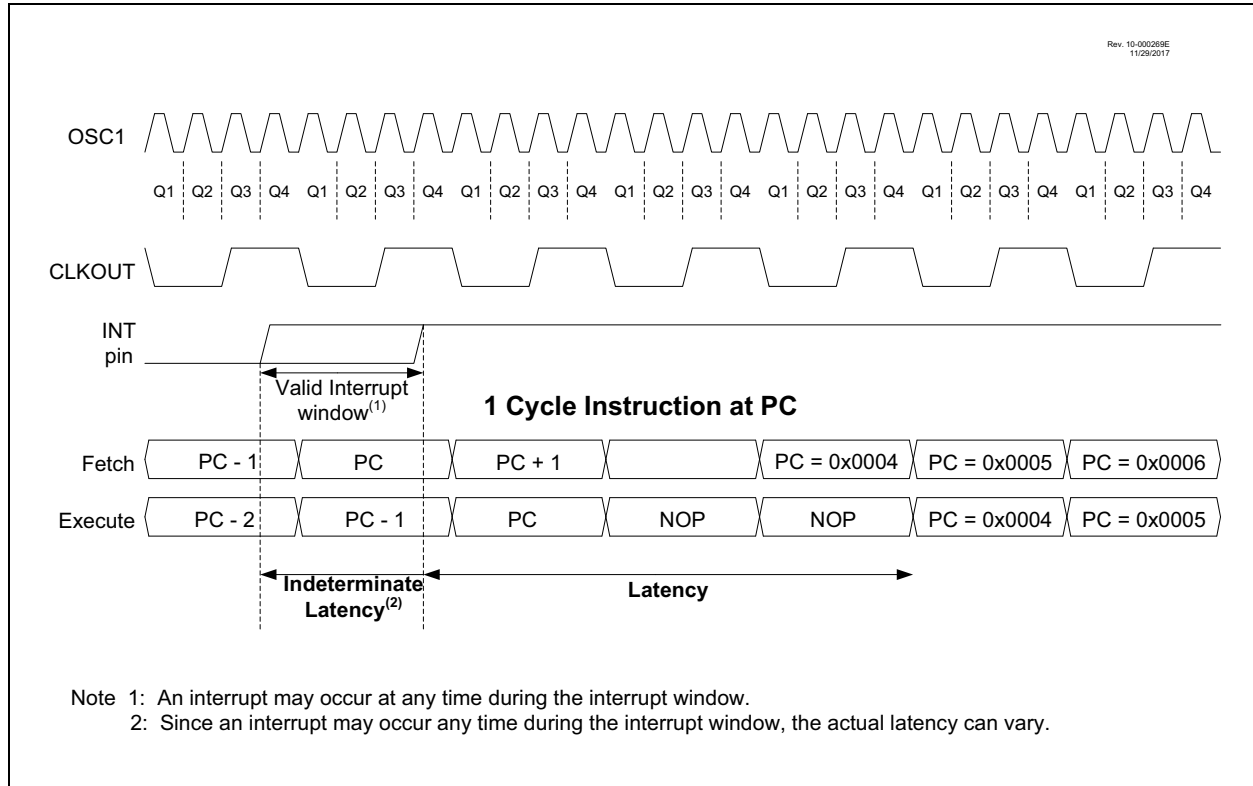 Rev. 10-000269E
11/29/2017
OSC1
Q1 Q2 Q3 Q4 Q1 Q2 Q3 Q4 Q1 Q2 Q3 Q4 Q1 Q2 Q3 Q4 Q1 Q2 Q3 Q4 Q1 Q2 Q3 Q4 Q1 Q2 Q3 Q4
CLKOUT
INT
pin
Valid Interrupt
window(1)
1 Cycle Instruction at PC
Fetch PC - 1 PC PC + 1 PC = 0x0004 PC = 0x0005 PC = 0x0006
Execute PC - 2 PC - 1 PC NOP NOP PC = 0x0004 PC = 0x0005
Indeterminate
Latency(2)
Latency
Note 1: An interrupt may occur at any time during the interrupt window.
2: Since an interrupt may occur any time during the interrupt window, the actual latency can vary.